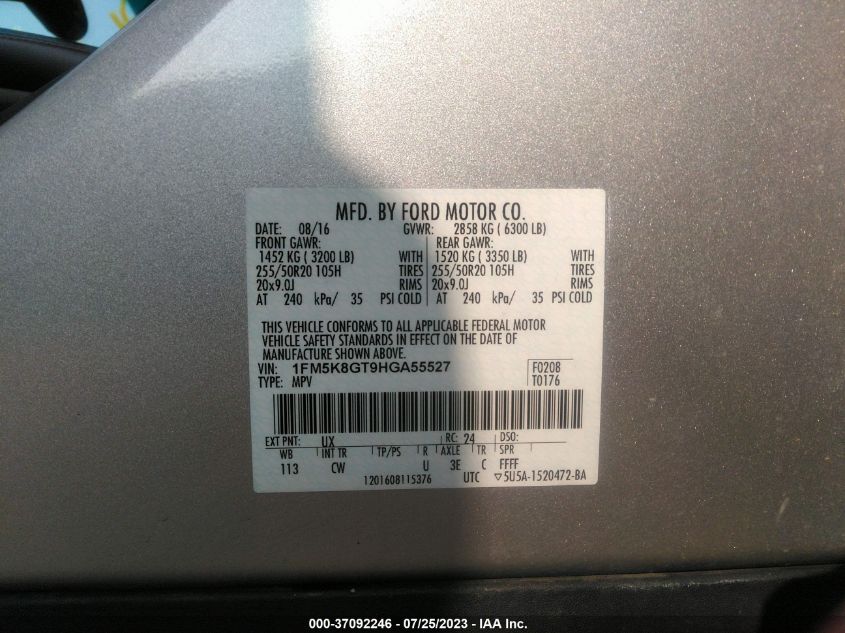 MFD. BY FORD MOTOR CO.
DATE: 08/16 GVWR: 2858 KG ( 6300 LB)
FRONT GAWR: REAR GAWR:
1452 KG ( 3200 LB) WITH 1520 KG ( 3350 LB) WITH
255/50R20 105H TIRES 255/50R20 105H TIRES
20x9.0J RIMS 20x9.0J RIMS
AT 240 kPa/ 35 PSI COLD AT 240 kPa/ 35 PSI COLD
THIS VEHICLE CONFORMS TO ALL APPLICABLE FEDERAL MOTOR
VEHICLE SAFETY STANDARDS IN EFFECT ON THE DATE OF
MANUFACTURE SHOWN ABOVE.
VIN: 1FM5K8GT9HGA55527 F0208
TYPE: MPV T0176
EXT PNT: UX RC: 24 DSO:
WB INT TR TP/PS R AXLE TR SPR
113 CW U 3E C FFFF
1201608115376 UTC ▽5U5A-1520472-BA
000-37092246 - 07/25/2023 - IAA Inc.